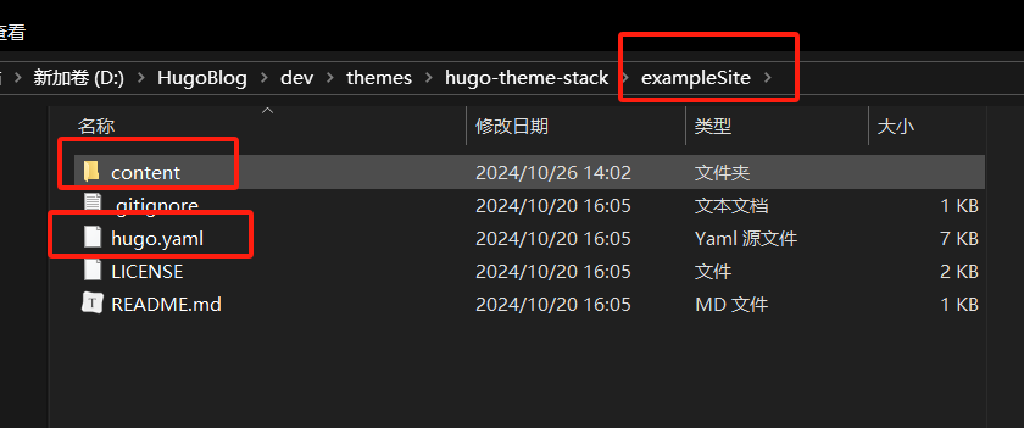 查看
新加卷 (D:) > HugoBlog > dev > themes > hugo-theme-stack > exampleSite >
名称 修改日期 类型 大小
content 2024/10/26 14:02 文件夹
.gitignore 2024/10/20 16:05 文本文档 1 KB
hugo.yaml 2024/10/20 16:05 Yaml 源文件 7 KB
LICENSE 2024/10/20 16:05 文件 2 KB
README.md 2024/10/20 16:05 MD 文件 1 KB